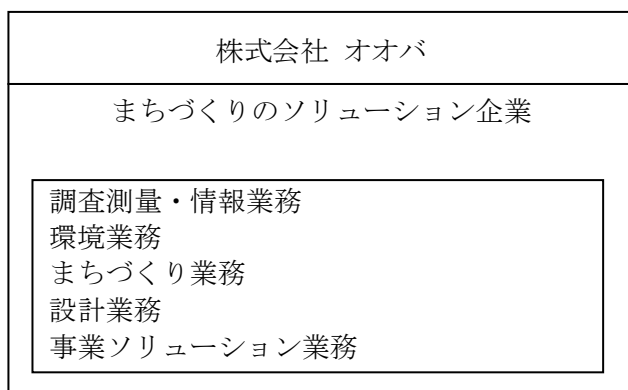 株式会社 オオバ
まちづくりのソリューション企業
調査測量・情報業務
環境業務
まちづくり業務
設計業務
事業ソリューション業務